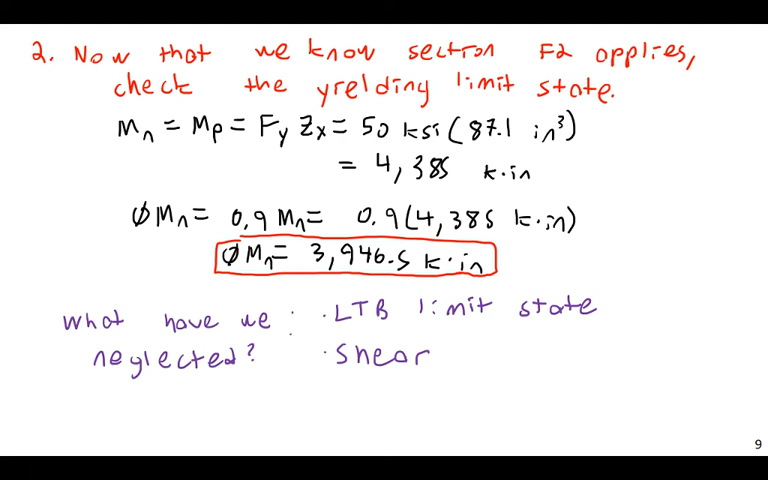 2. Now that we know section F2 applies,
check the yielding limit state.
Mn = Mp = Fy Zx = 50 ksi (87.1 in³)
= 4,385 k·in
ØMn = 0.9 Mn = 0.9(4,385 k·in)
ØMn = 3,946.5 k·in
What have we : · LTB limit state
neglected? · Shear
9